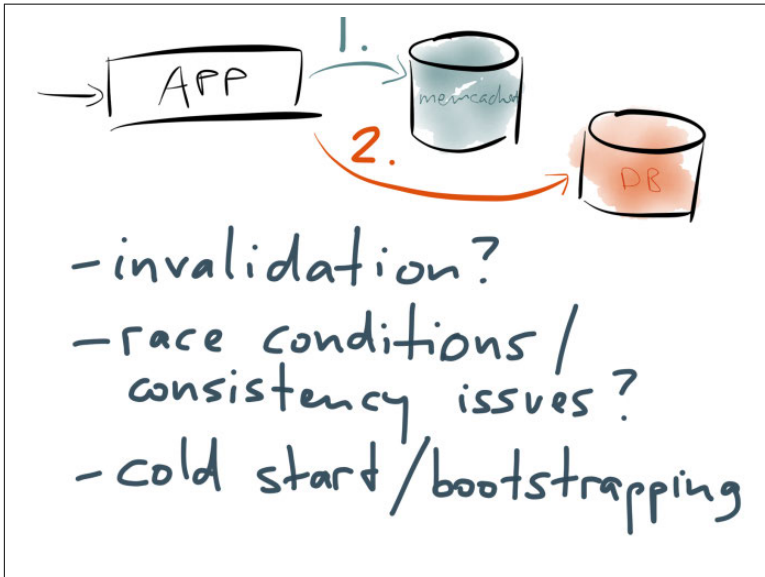 1.
APP
memcached
2.
DB
- invalidation?
- race conditions /
consistency issues?
- cold start/bootstrapping